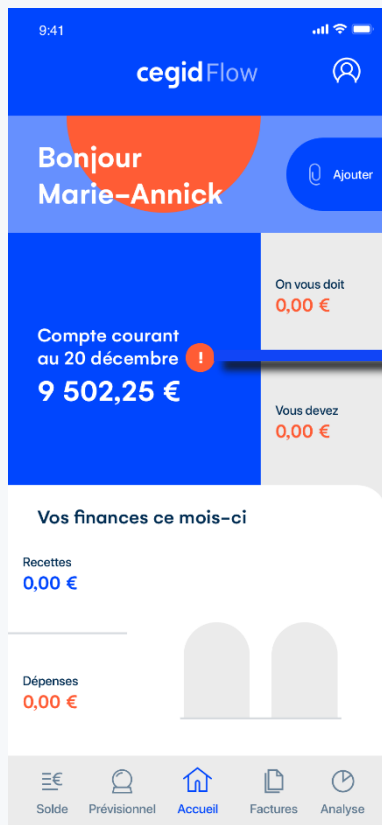 9:41
cegid Flow
Bonjour
Marie-Annick
Ajouter
Compte courant
au 20 décembre !
9 502,25 €
On vous doit
0,00 €
Vous devez
0,00 €
Vos finances ce mois-ci
Recettes
0,00 €
Dépenses
0,00 €
Solde Prévisionnel Accueil Factures Analyse